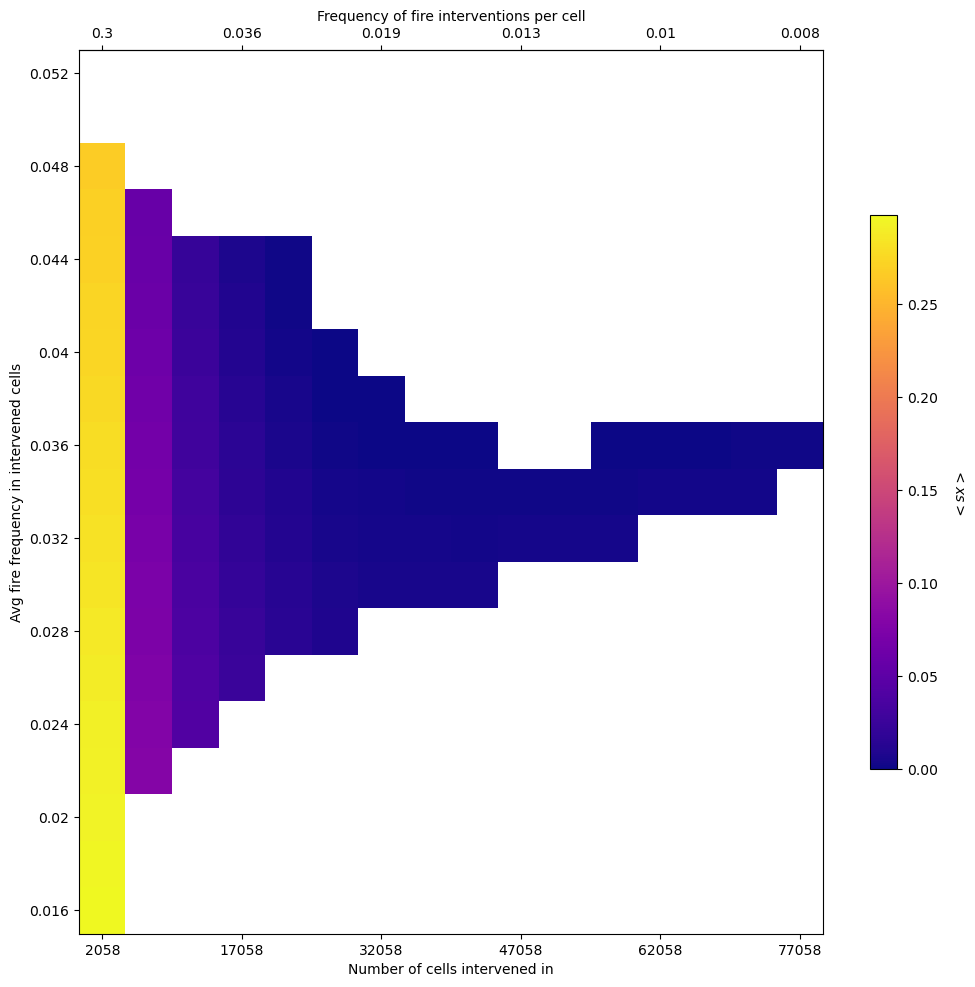 Frequency of fire interventions per cell
0.3 0.036 0.019 0.013 0.01 0.008
0.052
0.048
0.044
0.04
0.036
0.032
0.028
0.024
0.02
0.016
Avg fire frequency in intervened cells
2058 17058 32058 47058 62058 77058
Number of cells intervened in
0.25
0.20
0.15
0.10
0.05
0.00
< xs >